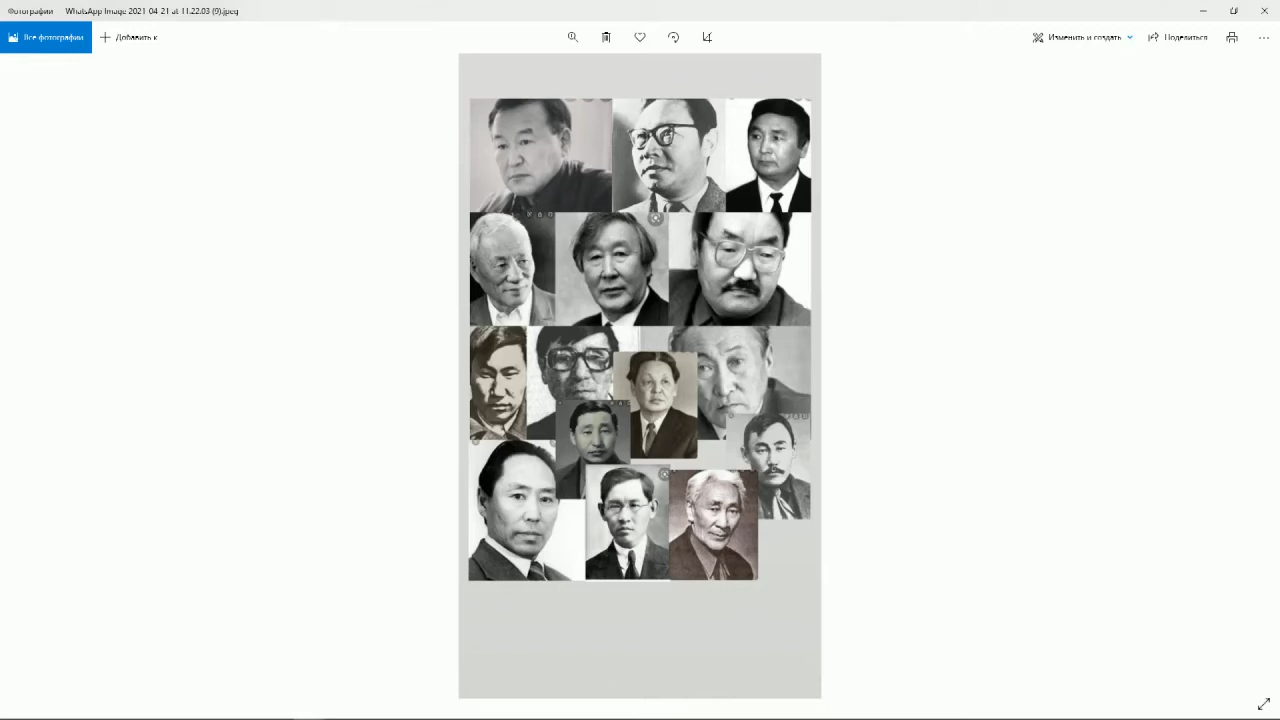 Фотографии
WhatsApp Image 2021-04-21 at 11.22.03 (9).jpeg
Все фотографии
Добавить к
Изменить и создать
Поделиться